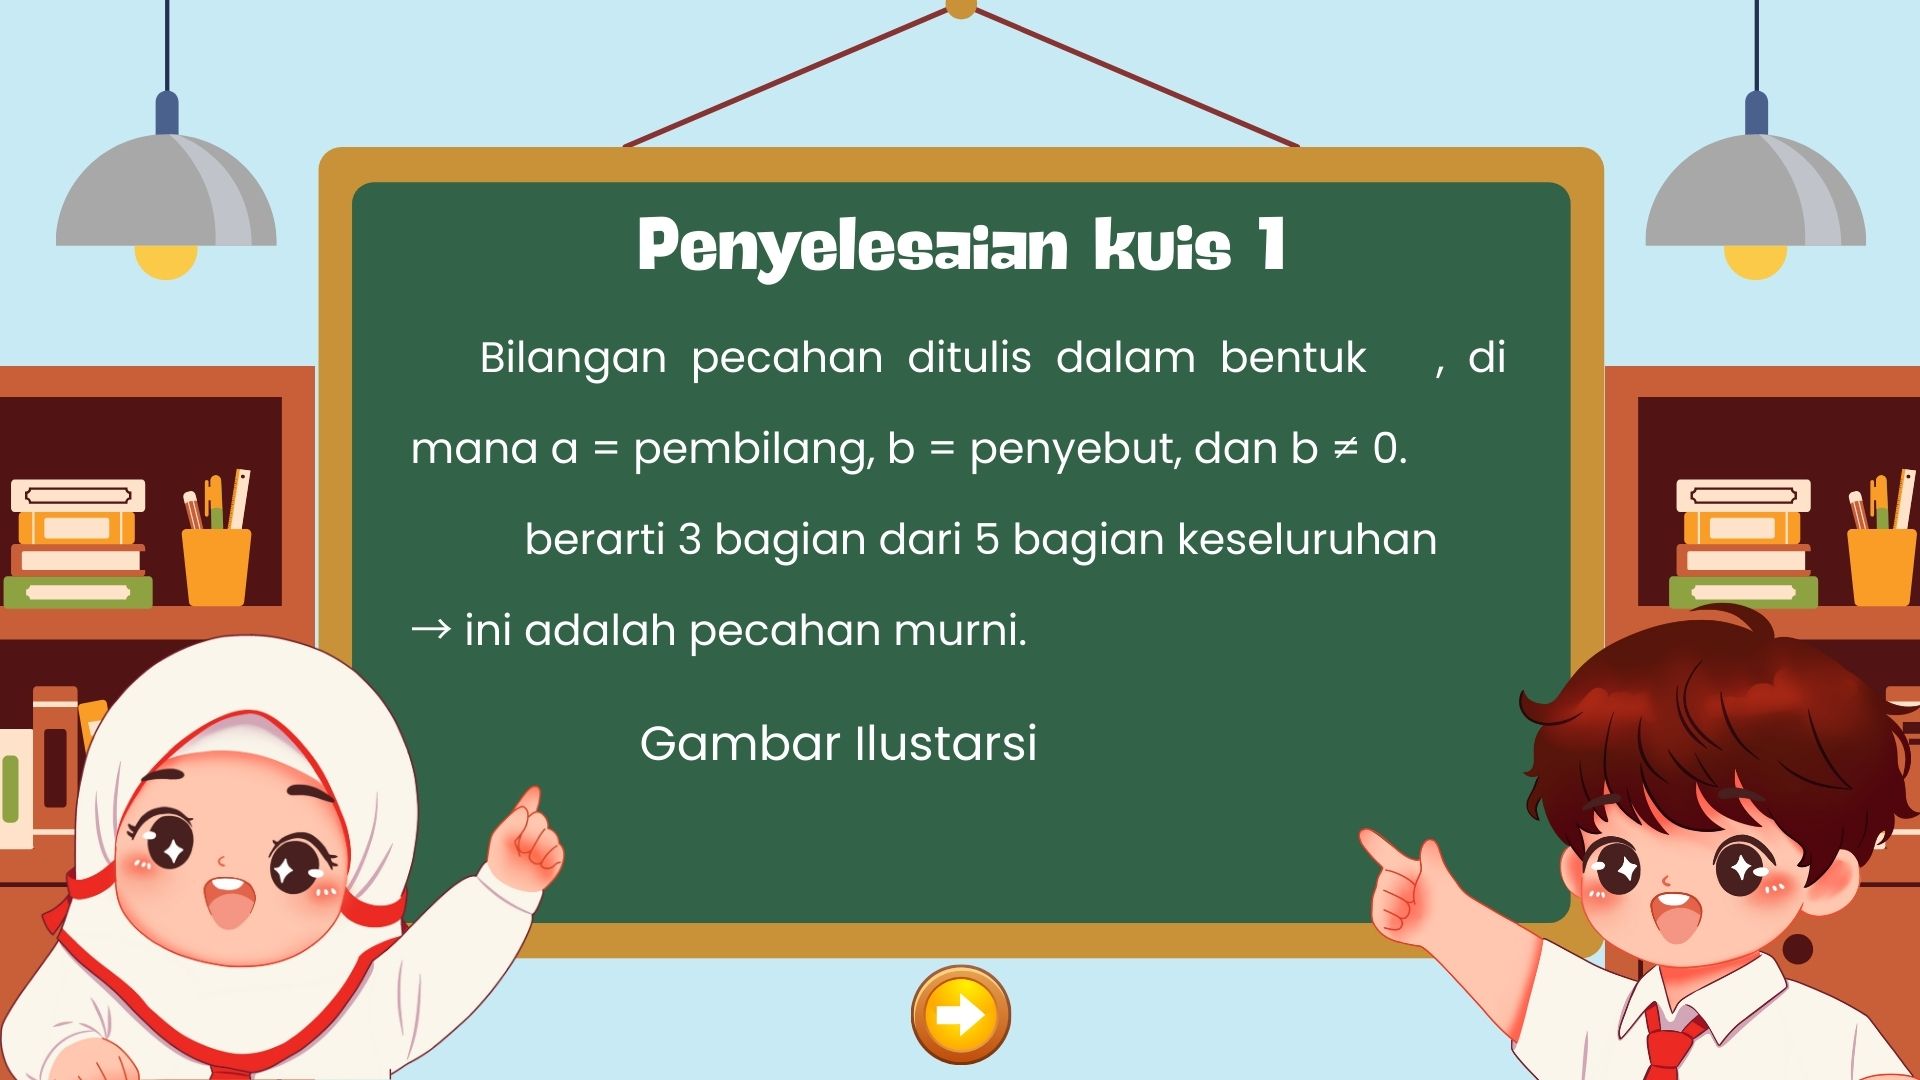 Penyelesaian kuis 1
Bilangan pecahan ditulis dalam bentuk , di
mana a = pembilang, b = penyebut, dan b ≠ 0.
berarti 3 bagian dari 5 bagian keseluruhan
→ ini adalah pecahan murni.
Gambar Ilustarsi